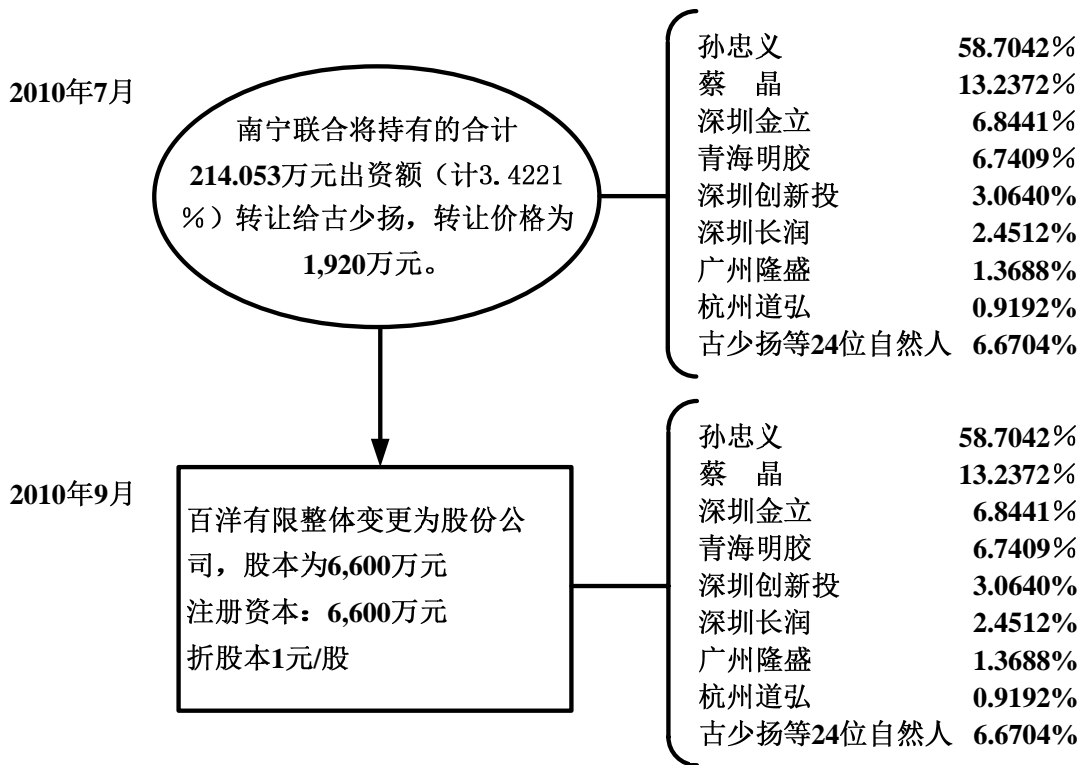 2010年7月
南宁联合将持有的合计
214.053万元出资额（计3.4221
％）转让给古少扬，转让价格为
1,920万元。
孙忠义 58.7042％
蔡　晶 13.2372％
深圳金立 6.8441％
青海明胶 6.7409％
深圳创新投 3.0640%
深圳长润 2.4512%
广州隆盛 1.3688%
杭州道弘 0.9192%
古少扬等24位自然人 6.6704%
2010年9月
百洋有限整体变更为股份公
司，股本为6,600万元
注册资本：6,600万元
折股本1元/股
孙忠义 58.7042％
蔡　晶 13.2372％
深圳金立 6.8441％
青海明胶 6.7409％
深圳创新投 3.0640%
深圳长润 2.4512%
广州隆盛 1.3688%
杭州道弘 0.9192%
古少扬等24位自然人 6.6704%